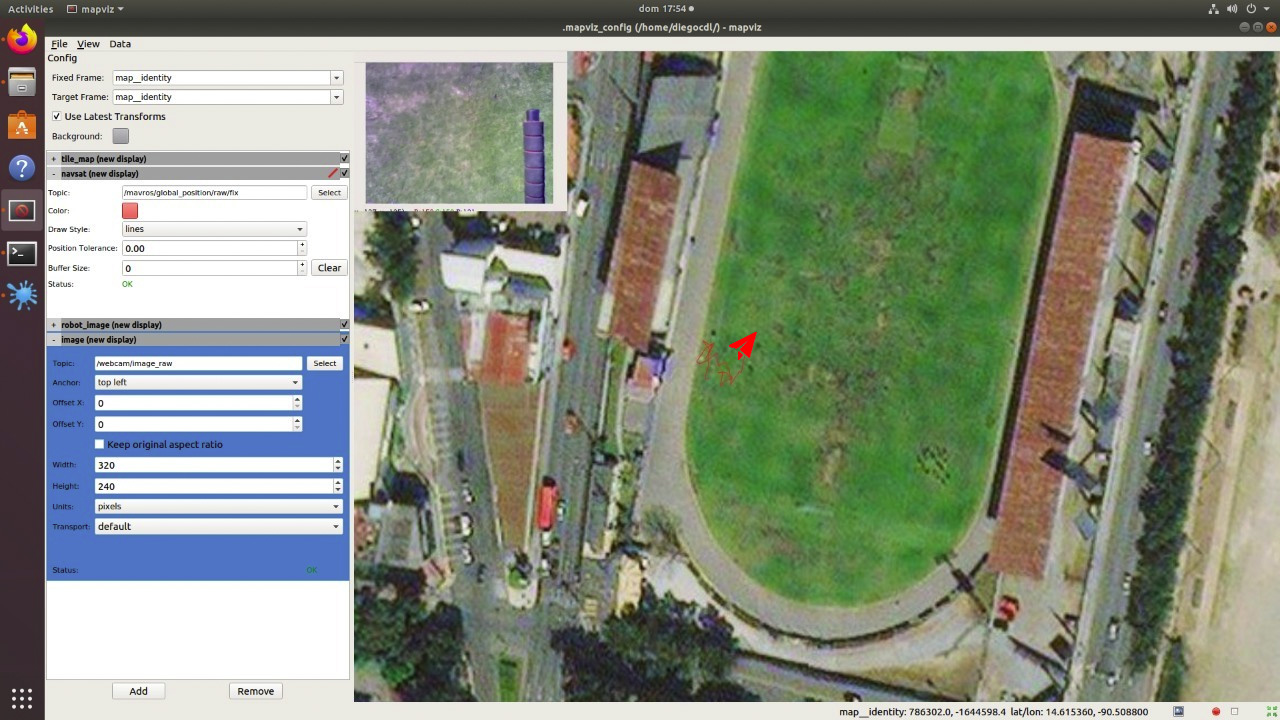 Activities
mapviz
dom 17:54
.mapviz_config (/home/diegocdl/) - mapviz
File View Data
Config
Fixed Frame: map__identity
Target Frame: map__identity
Use Latest Transforms
Background:
+ tile_map (new display)
- navsat (new display)
Topic: /mavros/global_position/raw/fix Select
Color:
Draw Style: lines
Position Tolerance: 0.00
Buffer Size: 0 Clear
Status: OK
+ robot_image (new display)
- image (new display)
Topic: /webcam/image_raw Select
Anchor: top left
Offset X: 0
Offset Y: 0
Keep original aspect ratio
Width: 320
Height: 240
Units: pixels
Transport: default
Status: OK
Add Remove
map__identity: 786302.0, -1644598.4 lat/lon: 14.615360, -90.508800